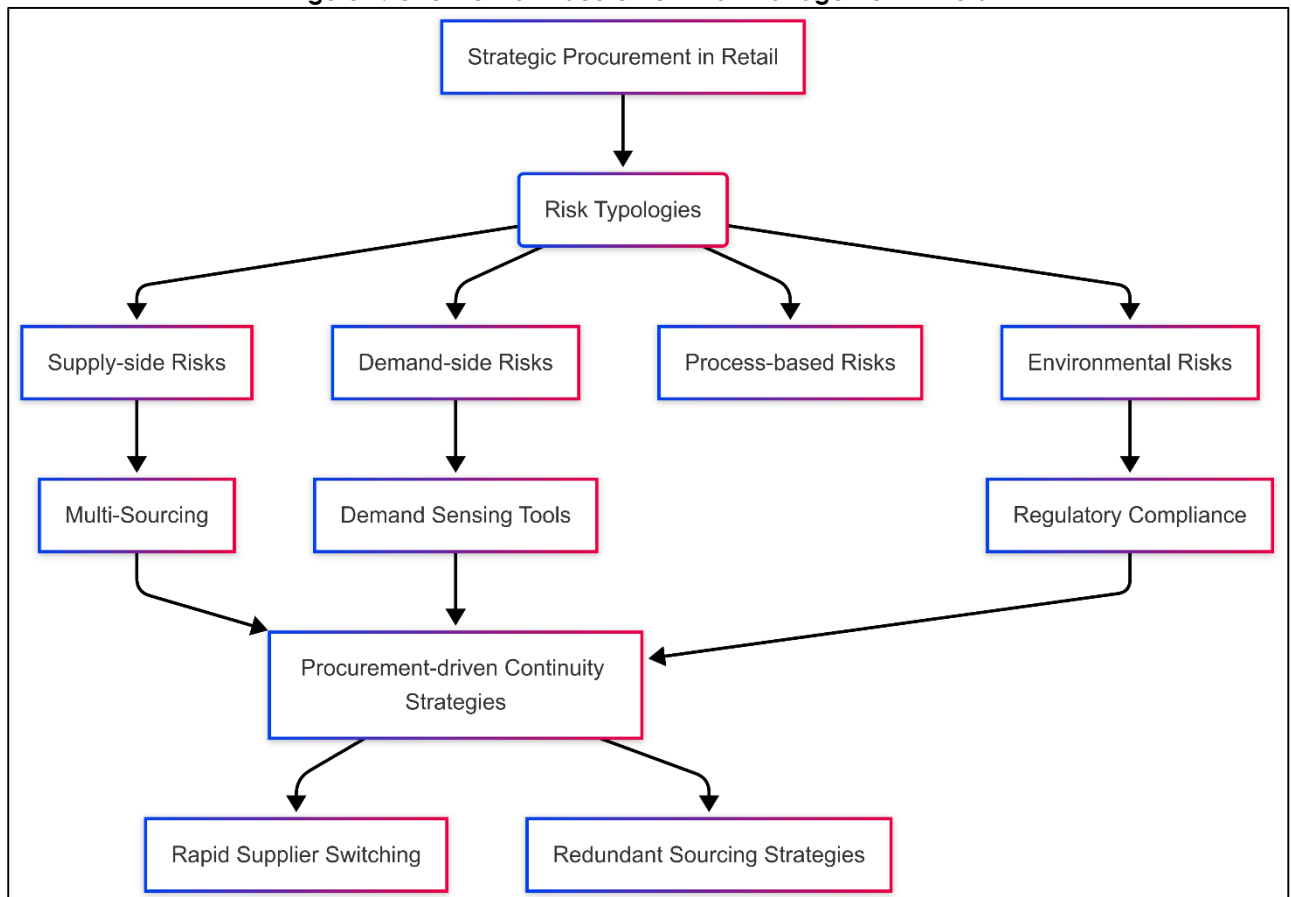 Strategic Procurement in Retail
Risk Typologies
Supply-side Risks
Demand-side Risks
Process-based Risks
Environmental Risks
Multi-Sourcing
Demand Sensing Tools
Regulatory Compliance
Procurement-driven Continuity
Strategies
Rapid Supplier Switching
Redundant Sourcing Strategies